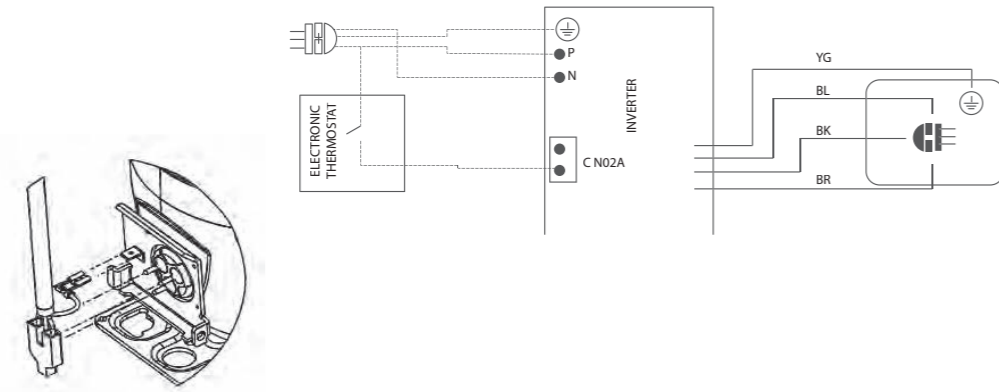 P
N
ELECTRONIC
THERMOSTAT
INVERTER
C N02A
YG
BL
BK
BR